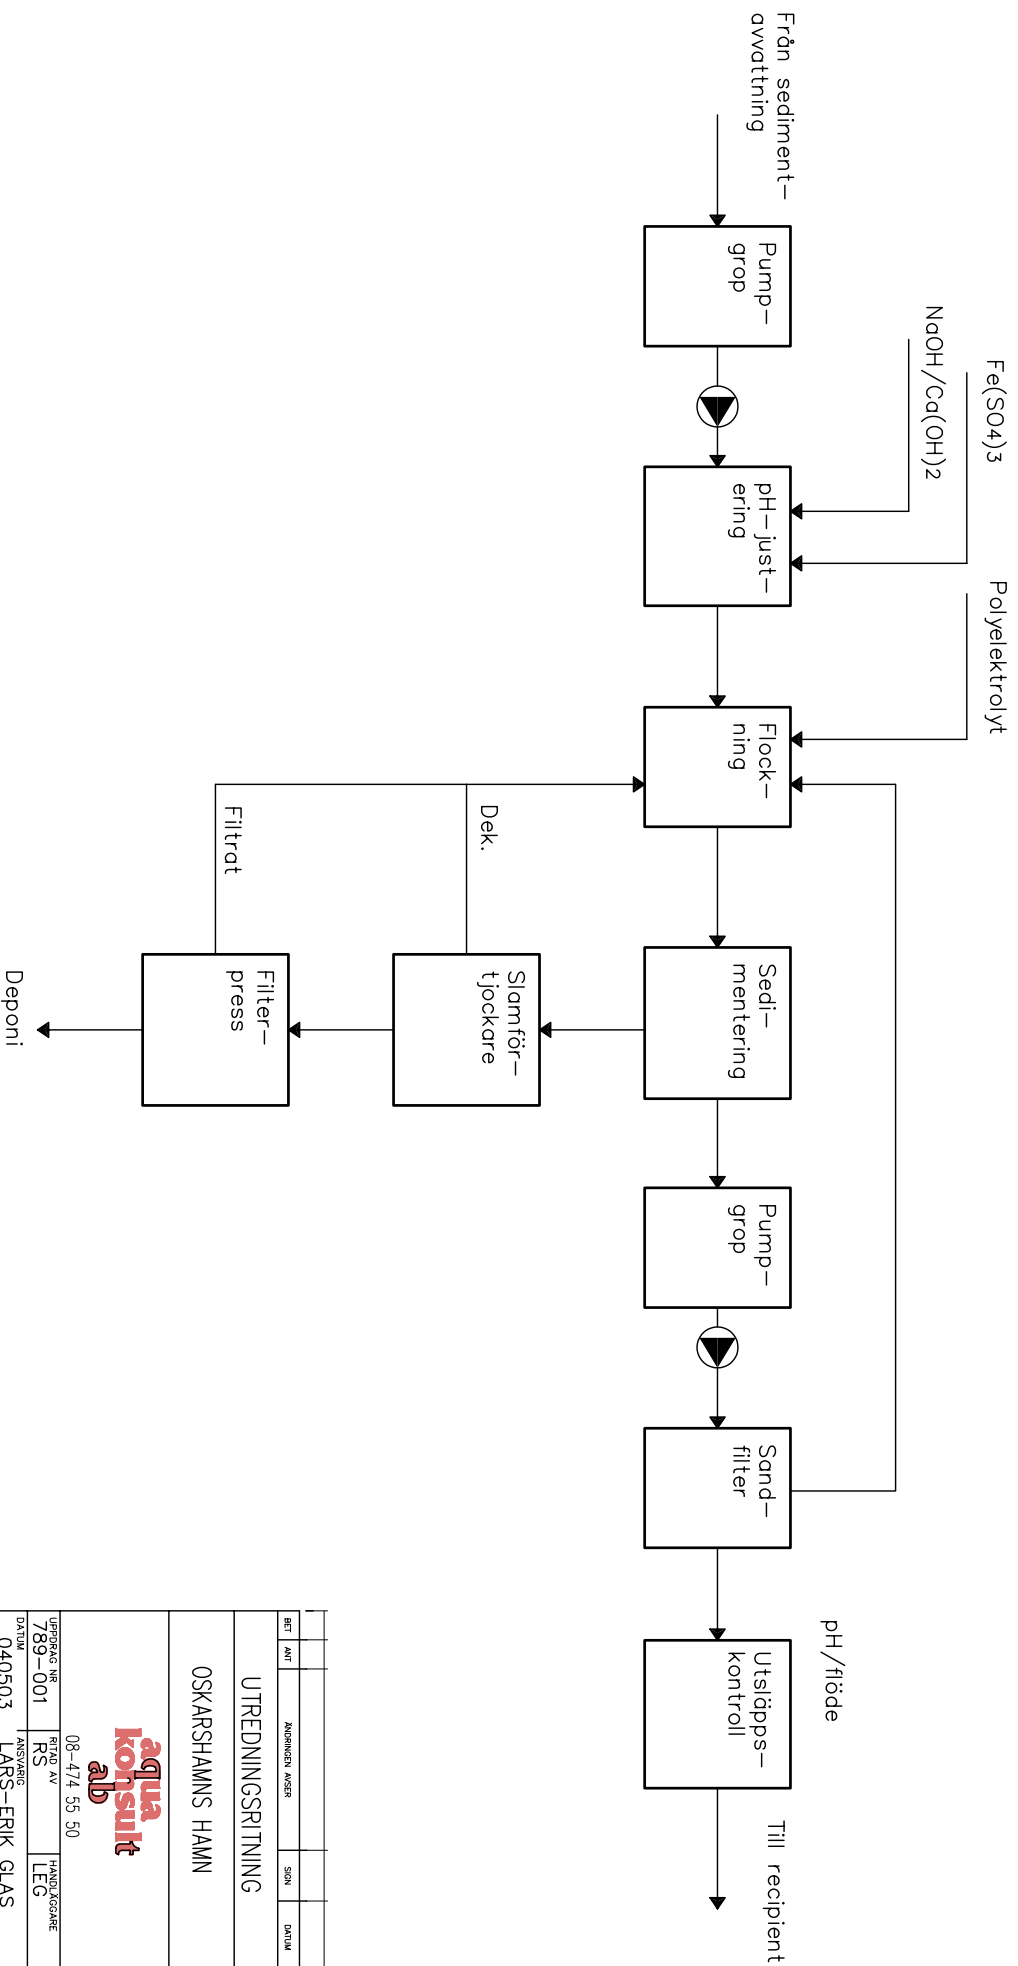 Fe(SO4)3
NaOH/Ca(OH)2
Polyelektrolyt
Från sediment-
avvattning
Pump-
grop
pH-just-
ering
Flock-
ning
Sedi-
mentering
Pump-
grop
Sand-
filter
pH/flöde
Utsläpps-
kontroll
Till recipient
Dek.
Filtrat
Slamför-
tjockare
Filter-
press
Deponi
BET ANT ÄNDRINGEN AVSER SIGN DATUM
UTREDNINGSRITNING
OSKARSHAMNS HAMN
aqua
konsult
ab
08-474 55 50
UPPDRAG NR RITAD AV HANDLÄGGARE
789-001 RS LEG
DATUM ANSVARIG
040503 LARS-ERIK GLAS